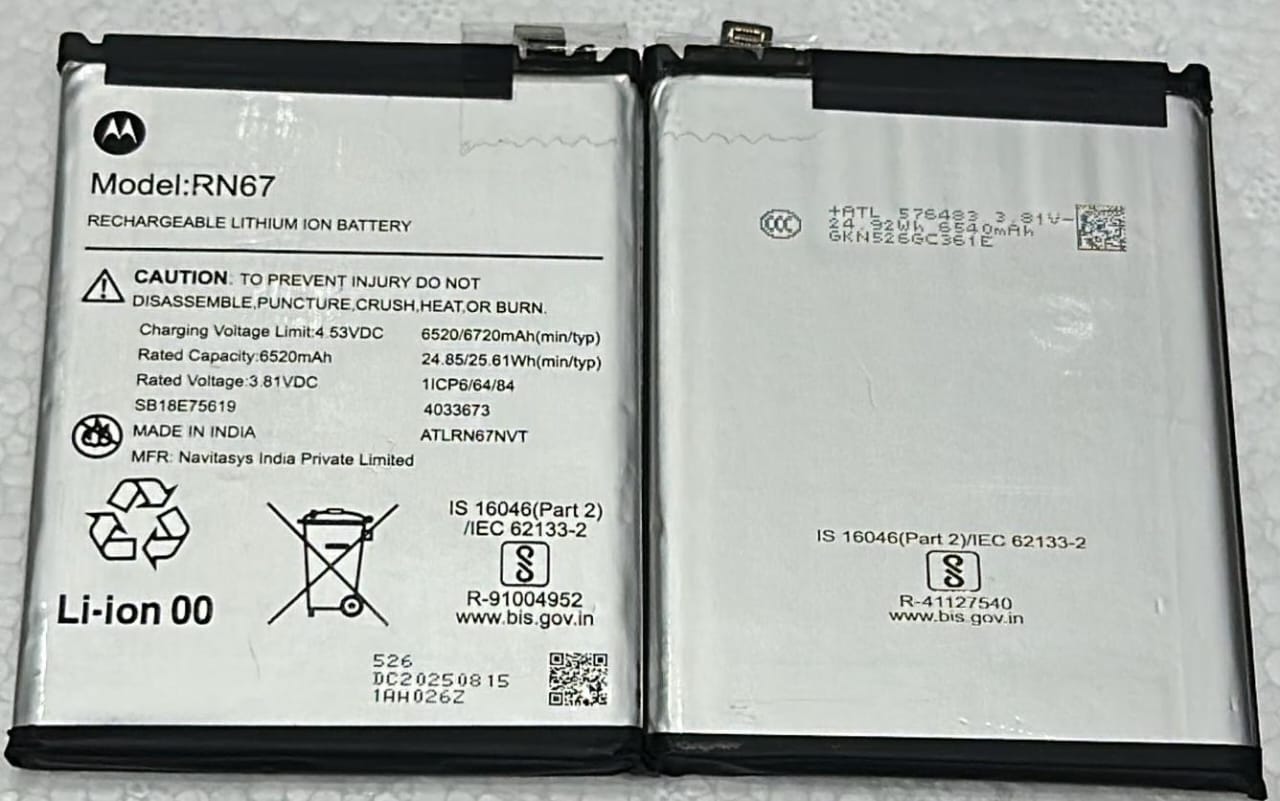 Model:RN67
RECHARGEABLE LITHIUM ION BATTERY
CAUTION: TO PREVENT INJURY DO NOT
DISASSEMBLE,PUNCTURE,CRUSH,HEAT,OR BURN.
Charging Voltage Limit:4.53VDC
6520/6720mAh(min/typ)
Rated Capacity:6520mAh
24.85/25.61Wh(min/typ)
Rated Voltage:3.81VDC
1ICP6/64/84
SB18E75619
4033673
MADE IN INDIA
ATLRN67NVT
MFR: Navitasys India Private Limited
IS 16046(Part 2)
/IEC 62133-2
R-91004952
www.bis.gov.in
Li-ion 00
526
DC20250815
1AH026Z
CCC
+ATL 576483 3.81V-
24.92Wh 6540mAh
GKN526GC361E
IS 16046(Part 2)/IEC 62133-2
R-41127540
www.bis.gov.in